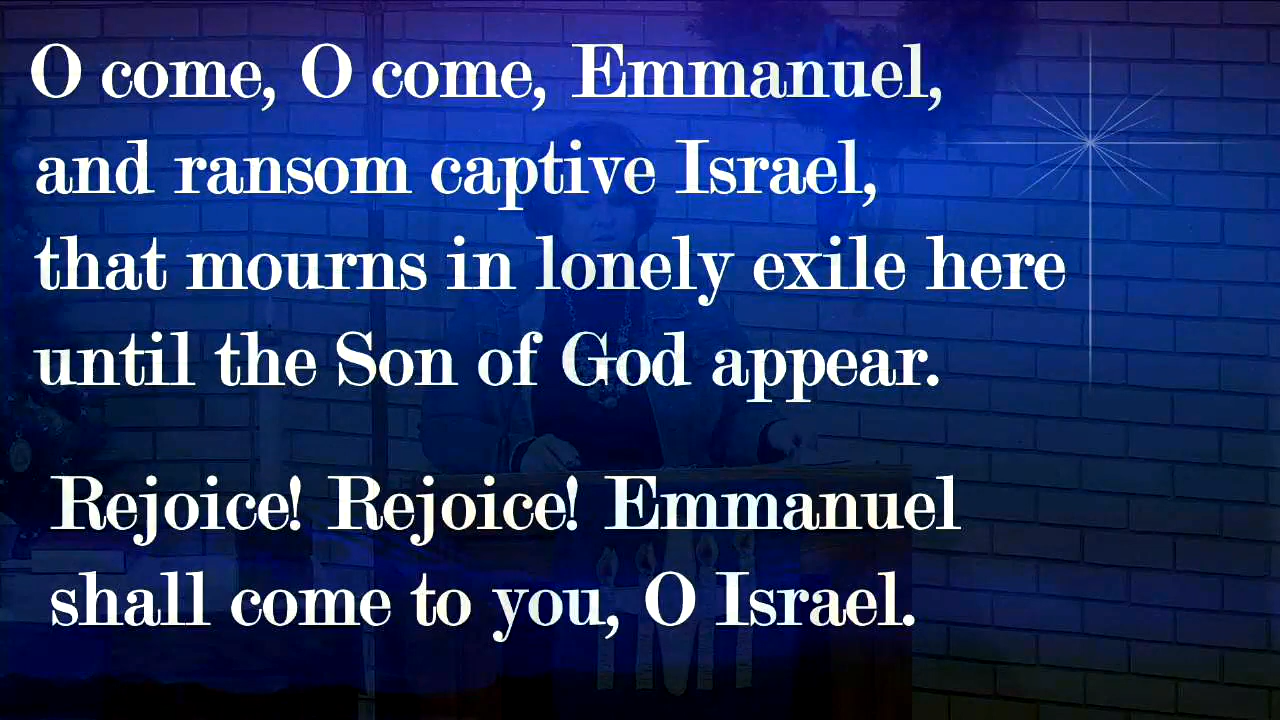 O come, O come, Emmanuel,
and ransom captive Israel,
that mourns in lonely exile here
until the Son of God appear.
Rejoice! Rejoice! Emmanuel
shall come to you, O Israel.